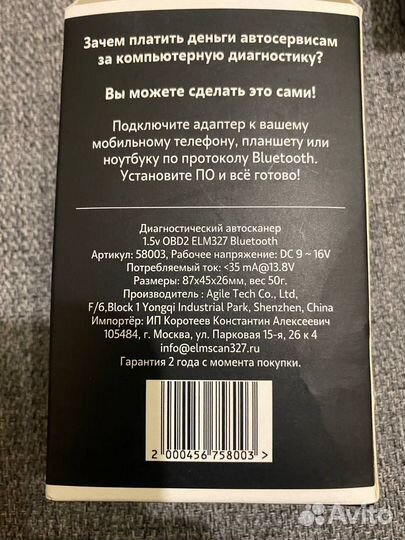 Зачем платить деньги автосервисам
за компьютерную диагностику?
Вы можете сделать это сами!
Подключите адаптер к вашему
мобильному телефону, планшету или
ноутбуку по протоколу Bluetooth.
Установите ПО и всё готово!
Диагностический автосканер
1.5v OBD2 ELM327 Bluetooth
Артикул: 58003, Рабочее напряжение: DC 9 ~ 16V
Потребляемый ток: <35 mA@13.8V
Размеры: 87x45x26мм, вес 50г.
Производитель : Agile Tech Co., Ltd,
F/6,Block 1 Yongqi Industrial Park, Shenzhen, China
Импортёр: ИП Коротеев Константин Алексеевич
105484, г. Москва, ул. Парковая 15-я, 26 к 4
info@elmscan327.ru
Гарантия 2 года с момента покупки.
2 000456 758003 >
Avito